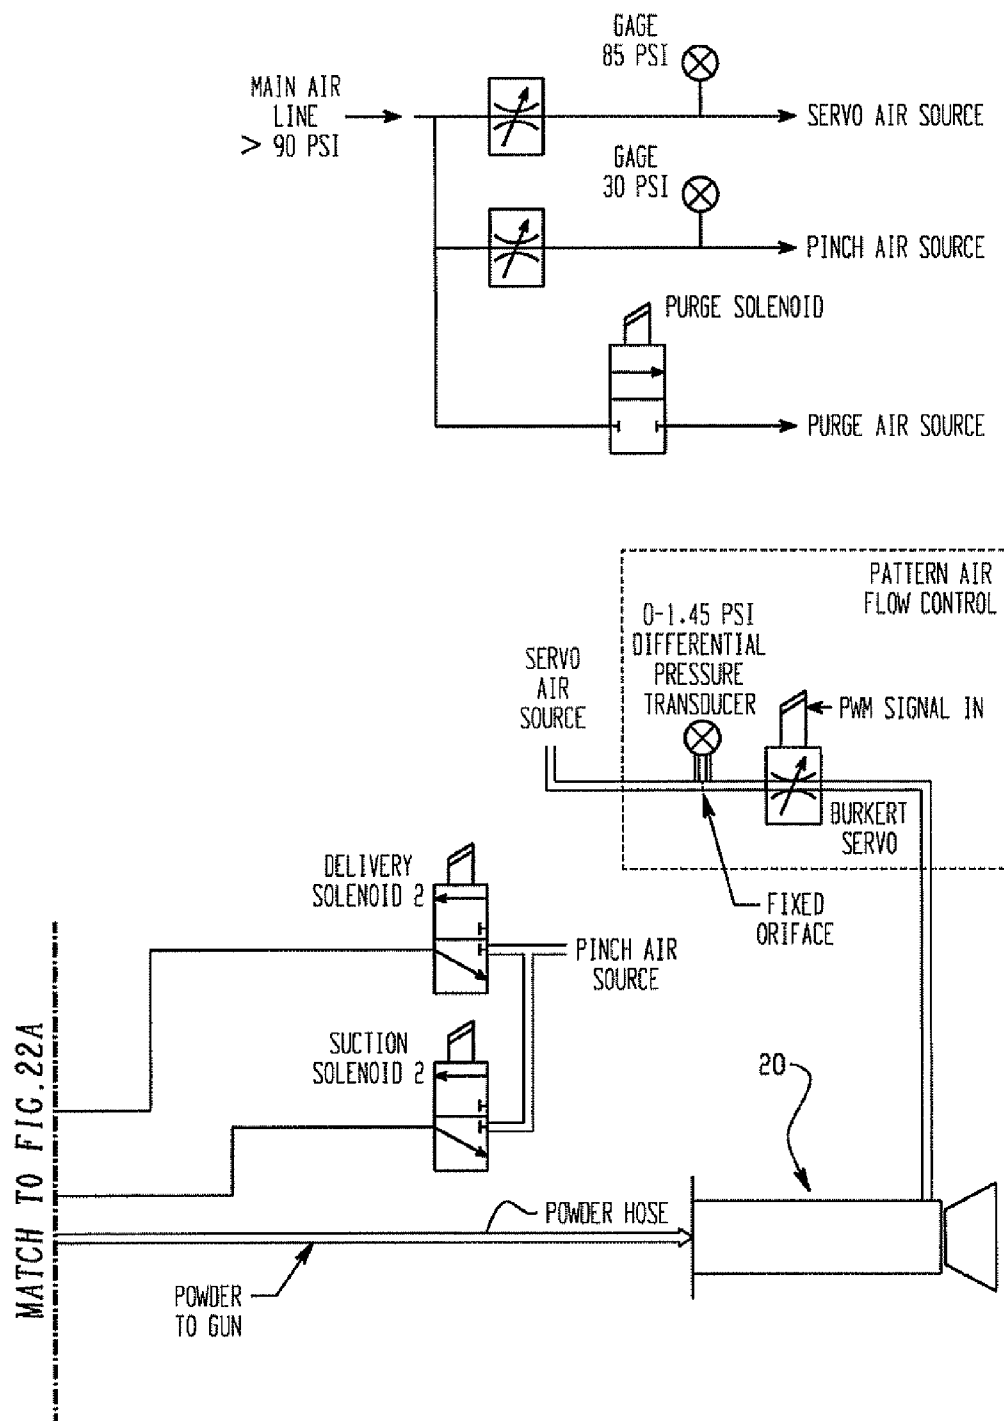 GAGE
85 PSI
MAIN AIR
LINE
> 90 PSI
SERVO AIR SOURCE
GAGE
30 PSI
PINCH AIR SOURCE
PURGE SOLENOID
PURGE AIR SOURCE
PATTERN AIR
FLOW CONTROL
0-1.45 PSI
DIFFERENTIAL
PRESSURE
TRANSDUCER
SERVO
AIR
SOURCE
PWM SIGNAL IN
BURKERT
SERVO
DELIVERY
SOLENOID 2
FIXED
ORIFACE
PINCH AIR
SOURCE
SUCTION
SOLENOID 2
20
MATCH TO FIG.22A
POWDER HOSE
POWDER
TO GUN